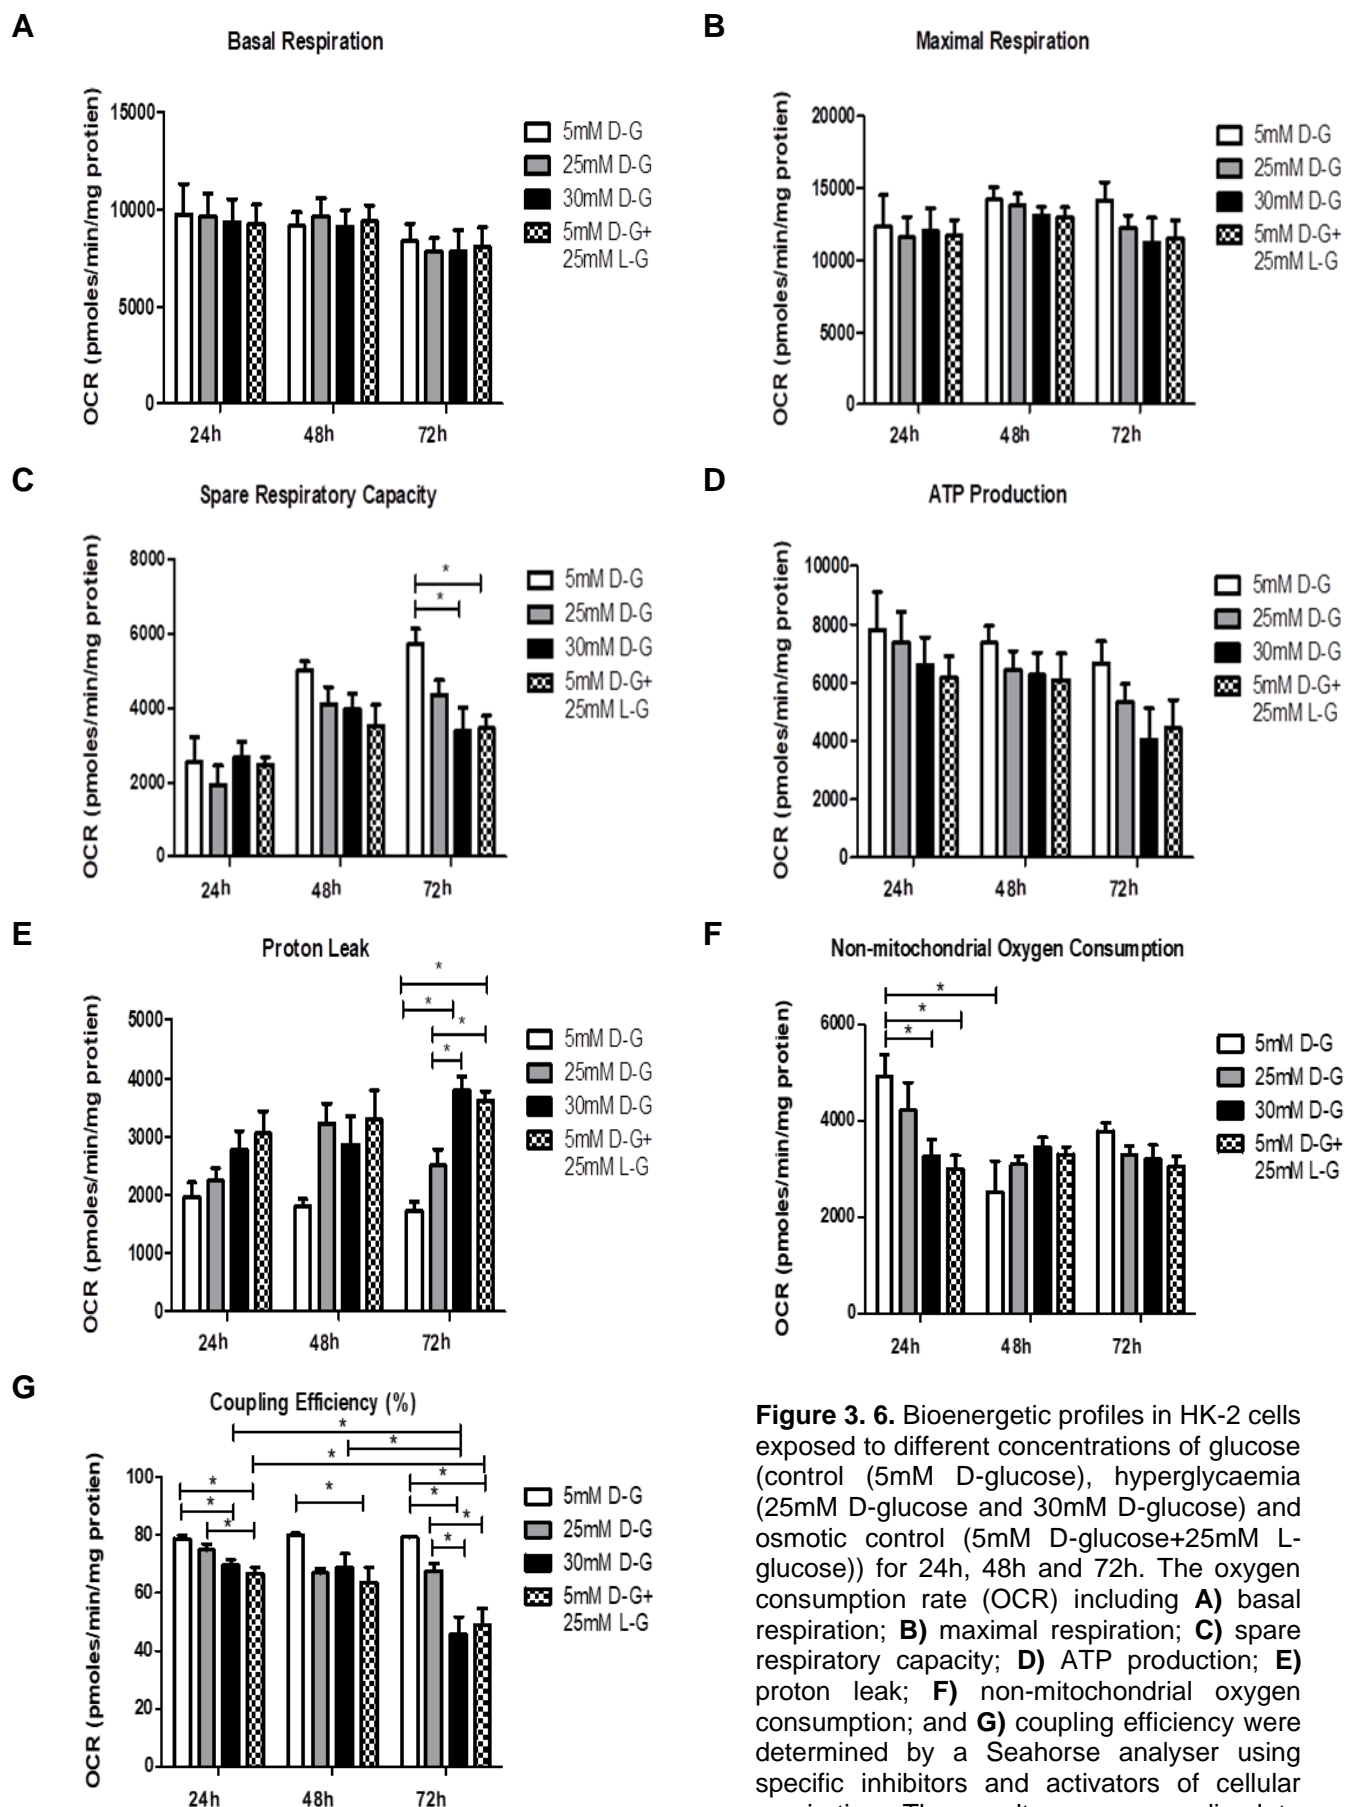 A
Basal Respiration
OCR (pmoles/min/mg protien)
15000
10000
5000
0
24h
48h
72h
5mM D-G
25mM D-G
30mM D-G
5mM D-G+
25mM L-G
B
Maximal Respiration
OCR (pmoles/min/mg protien)
20000
15000
10000
5000
0
24h
48h
72h
5mM D-G
25mM D-G
30mM D-G
5mM D-G+
25mM L-G
C
Spare Respiratory Capacity
OCR (pmoles/min/mg protien)
8000
6000
4000
2000
0
*
*
24h
48h
72h
5mM D-G
25mM D-G
30mM D-G
5mM D-G+
25mM L-G
D
ATP Production
OCR (pmoles/min/mg protien)
10000
8000
6000
4000
2000
0
24h
48h
72h
5mM D-G
25mM D-G
30mM D-G
5mM D-G+
25mM L-G
E
Proton Leak
OCR (pmoles/min/mg protien)
5000
4000
3000
2000
1000
0
*
*
*
*
24h
48h
72h
5mM D-G
25mM D-G
30mM D-G
5mM D-G+
25mM L-G
F
Non-mitochondrial Oxygen Consumption
OCR (pmoles/min/mg protien)
6000
4000
2000
0
*
*
*
24h
48h
72h
5mM D-G
25mM D-G
30mM D-G
5mM D-G+
25mM L-G
G
Coupling Efficiency (%)
OCR (pmoles/min/mg protien)
100
80
60
40
20
0
*
*
*
*
*
*
*
*
*
*
*
24h
48h
72h
5mM D-G
25mM D-G
30mM D-G
5mM D-G+
25mM L-G
Figure 3. 6. Bioenergetic profiles in HK-2 cells
exposed to different concentrations of glucose
(control (5mM D-glucose), hyperglycaemia
(25mM D-glucose and 30mM D-glucose) and
osmotic control (5mM D-glucose+25mM L-
glucose)) for 24h, 48h and 72h. The oxygen
consumption rate (OCR) including A) basal
respiration; B) maximal respiration; C) spare
respiratory capacity; D) ATP production; E)
proton leak; F) non-mitochondrial oxygen
consumption; and G) coupling efficiency were
determined by a Seahorse analyser using
specific inhibitors and activators of cellular